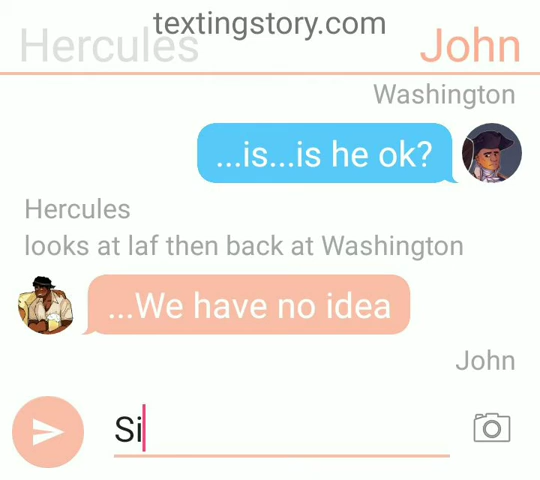 textingstory.com
Hercules
John
Washington
...is...is he ok?
Hercules
looks at laf then back at Washington
...We have no idea
John
Si